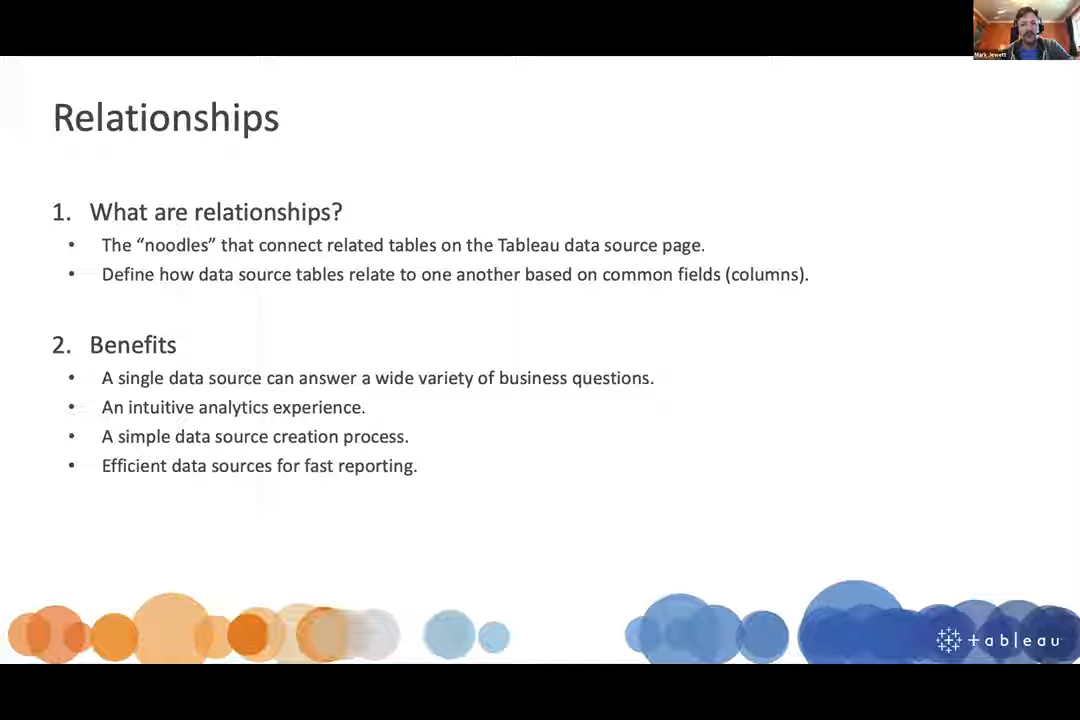 Mark Jewett
Relationships
1. What are relationships?
• The “noodles” that connect related tables on the Tableau data source page.
• Define how data source tables relate to one another based on common fields (columns).
2. Benefits
• A single data source can answer a wide variety of business questions.
• An intuitive analytics experience.
• A simple data source creation process.
• Efficient data sources for fast reporting.
+ableau